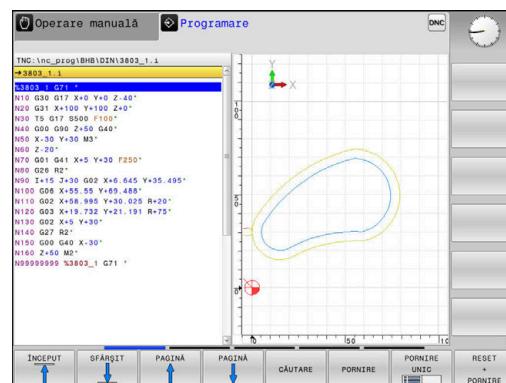 Operare manuală
Programare
DNC
TNC:\nc_prog\BHB\DIN\3803_1.i
→3803_1.i
%3803_1 G71 *
N10 G30 G17 X+0 Y+0 Z-40*
N20 G31 X+100 Y+100 Z+0*
N30 T5 G17 S500 F100*
N40 G00 G90 Z+50 G40*
N50 X-30 Y+30 M3*
N60 Z-20*
N70 G01 G41 X+5 Y+30 F250*
N80 G26 R2*
N90 I+15 J+30 G02 X+6.645 Y+35.495*
N100 G06 X+55.55 Y+69.488*
N110 G02 X+58.995 Y+30.025 R+20*
N120 G03 X+19.732 Y+21.191 R+75*
N130 G02 X+5 Y+30*
N140 G27 R2*
N150 G00 G40 X-30*
N160 Z+50 M2*
N99999999 %3803_1 G71 *
Y
X
100
50
0
0
50
10
ÎNCEPUT
SFÂRŞIT
PAGINĂ
PAGINĂ
CĂUTARE
PORNIRE
PORNIRE
UNIC
RESET
+
PORNIRE